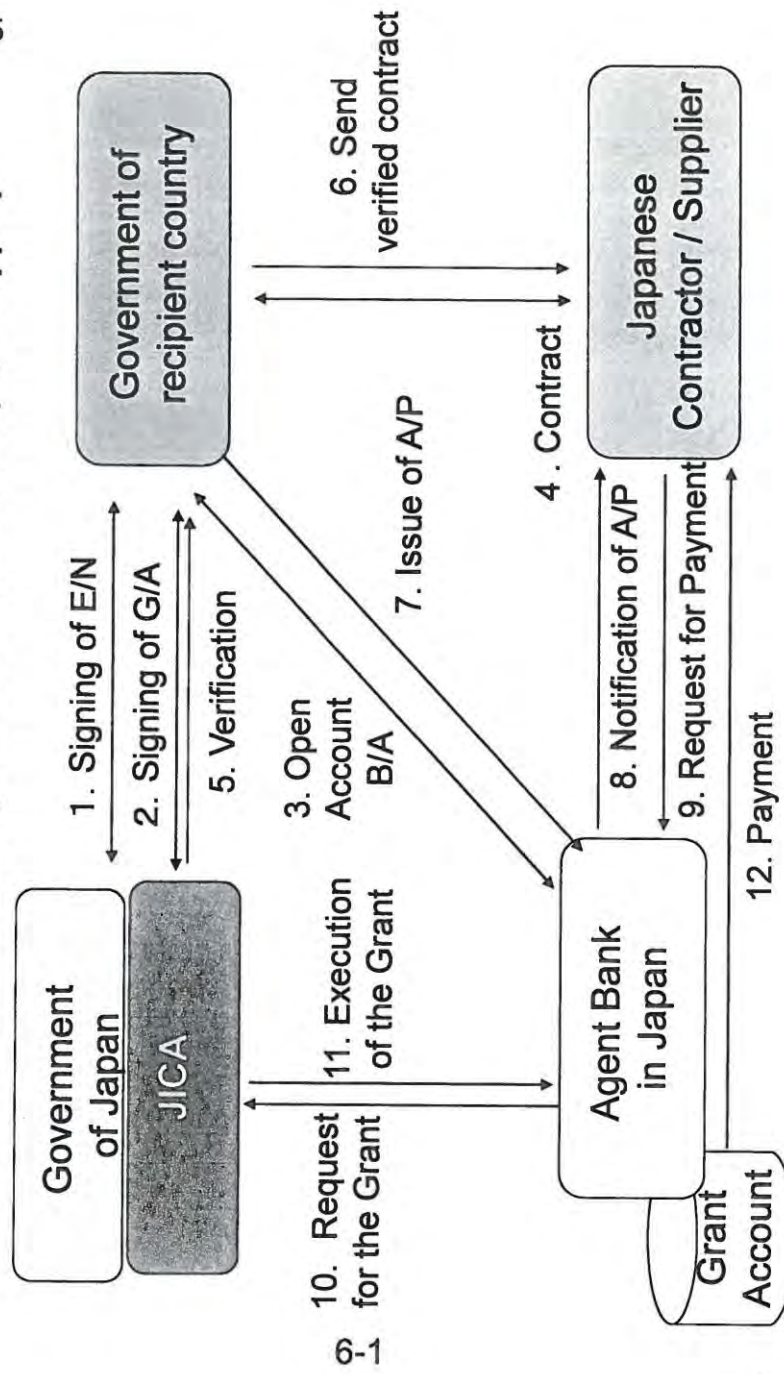 Government
of Japan
JICA
Government of
recipient country
1. Signing of E/N
2. Signing of G/A
5. Verification
3. Open
Account
B/A
7. Issue of A/P
6. Send
verified contract
4 . Contract
10. Request
for the Grant
11. Execution
of the Grant
Agent Bank
in Japan
8. Notification of A/P
9. Request for Payment
Japanese
Contractor / Supplier
12. Payment
Grant
Account
6-1